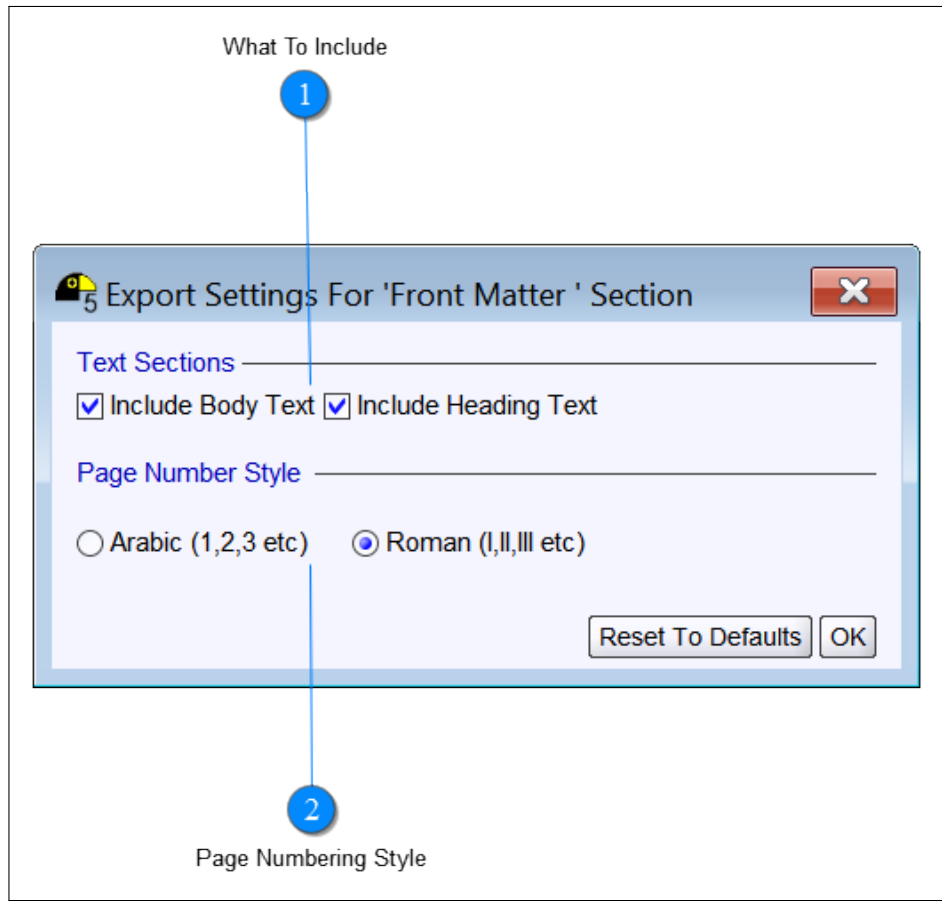 What To Include
1
5 Export Settings For 'Front Matter ' Section
Text Sections
Include Body Text Include Heading Text
Page Number Style
Arabic (1,2,3 etc) Roman (I,II,III etc)
Reset To Defaults OK
2
Page Numbering Style